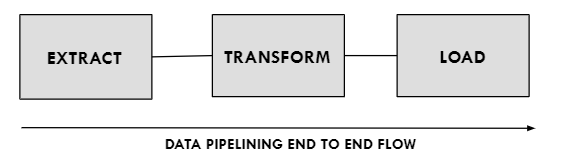 EXTRACT
TRANSFORM
LOAD
DATA PIPELINING END TO END FLOW